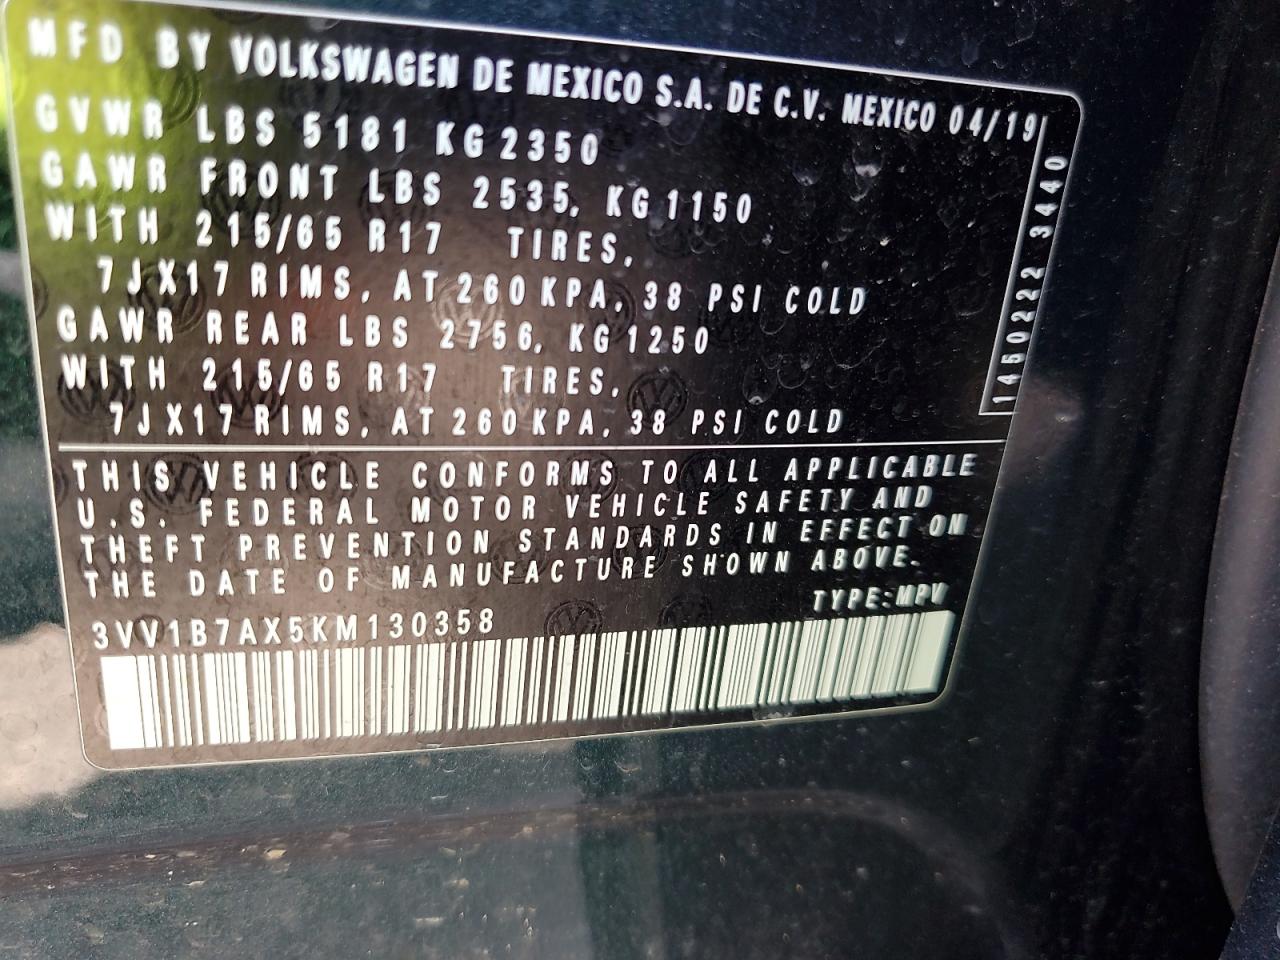 MFD BY VOLKSWAGEN DE MEXICO S.A. DE C.V. MEXICO 04/19
GVWR LBS 5181 KG 2350
GAWR FRONT LBS 2535, KG 1150
WITH 215/65 R17 TIRES,
7JX17 RIMS, AT 260 KPA, 38 PSI COLD
GAWR REAR LBS 2756, KG 1250
WITH 215/65 R17 TIRES,
7JX17 RIMS, AT 260 KPA, 38 PSI COLD
1450222 3440
THIS VEHICLE CONFORMS TO ALL APPLICABLE
U.S. FEDERAL MOTOR VEHICLE SAFETY AND
THEFT PREVENTION STANDARDS IN EFFECT ON
THE DATE OF MANUFACTURE SHOWN ABOVE.
TYPE:MPV
3VV1B7AX5KM130358